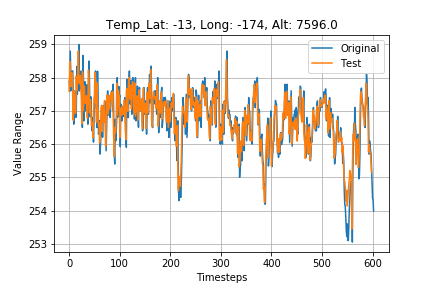 Temp_Lat: -13, Long: -174, Alt: 7596.0
Original
Test
Value Range
259
258
257
256
255
254
253
0 100 200 300 400 500 600
Timesteps